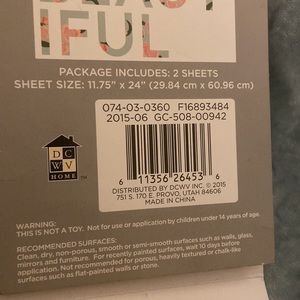 BEAUT
IFUL
PACKAGE INCLUDES: 2 SHEETS
SHEET SIZE: 11.75" x 24" (29.84 cm x 60.96 cm)
074-03-0360 F16893484
2015-06 GC-508-00942
6 11356 26453 6
DCWV
HOME
DISTRIBUTED BY DCWV INC. © 2015
751 S. 170 E. PROVO, UTAH 84606
MADE IN CHINA
WARNING:
THIS IS NOT A TOY. Not for use or application by children under 14 years of age.
RECOMMENDED SURFACES:
Clean, dry, non-porous, smooth or semi-smooth surfaces such as walls, glass,
mirrors and furniture. For recently painted surfaces, wait 10 days before
application. Not recommended for porous, heavily textured or chalk-like
surfaces such as flat-painted walls or stone.